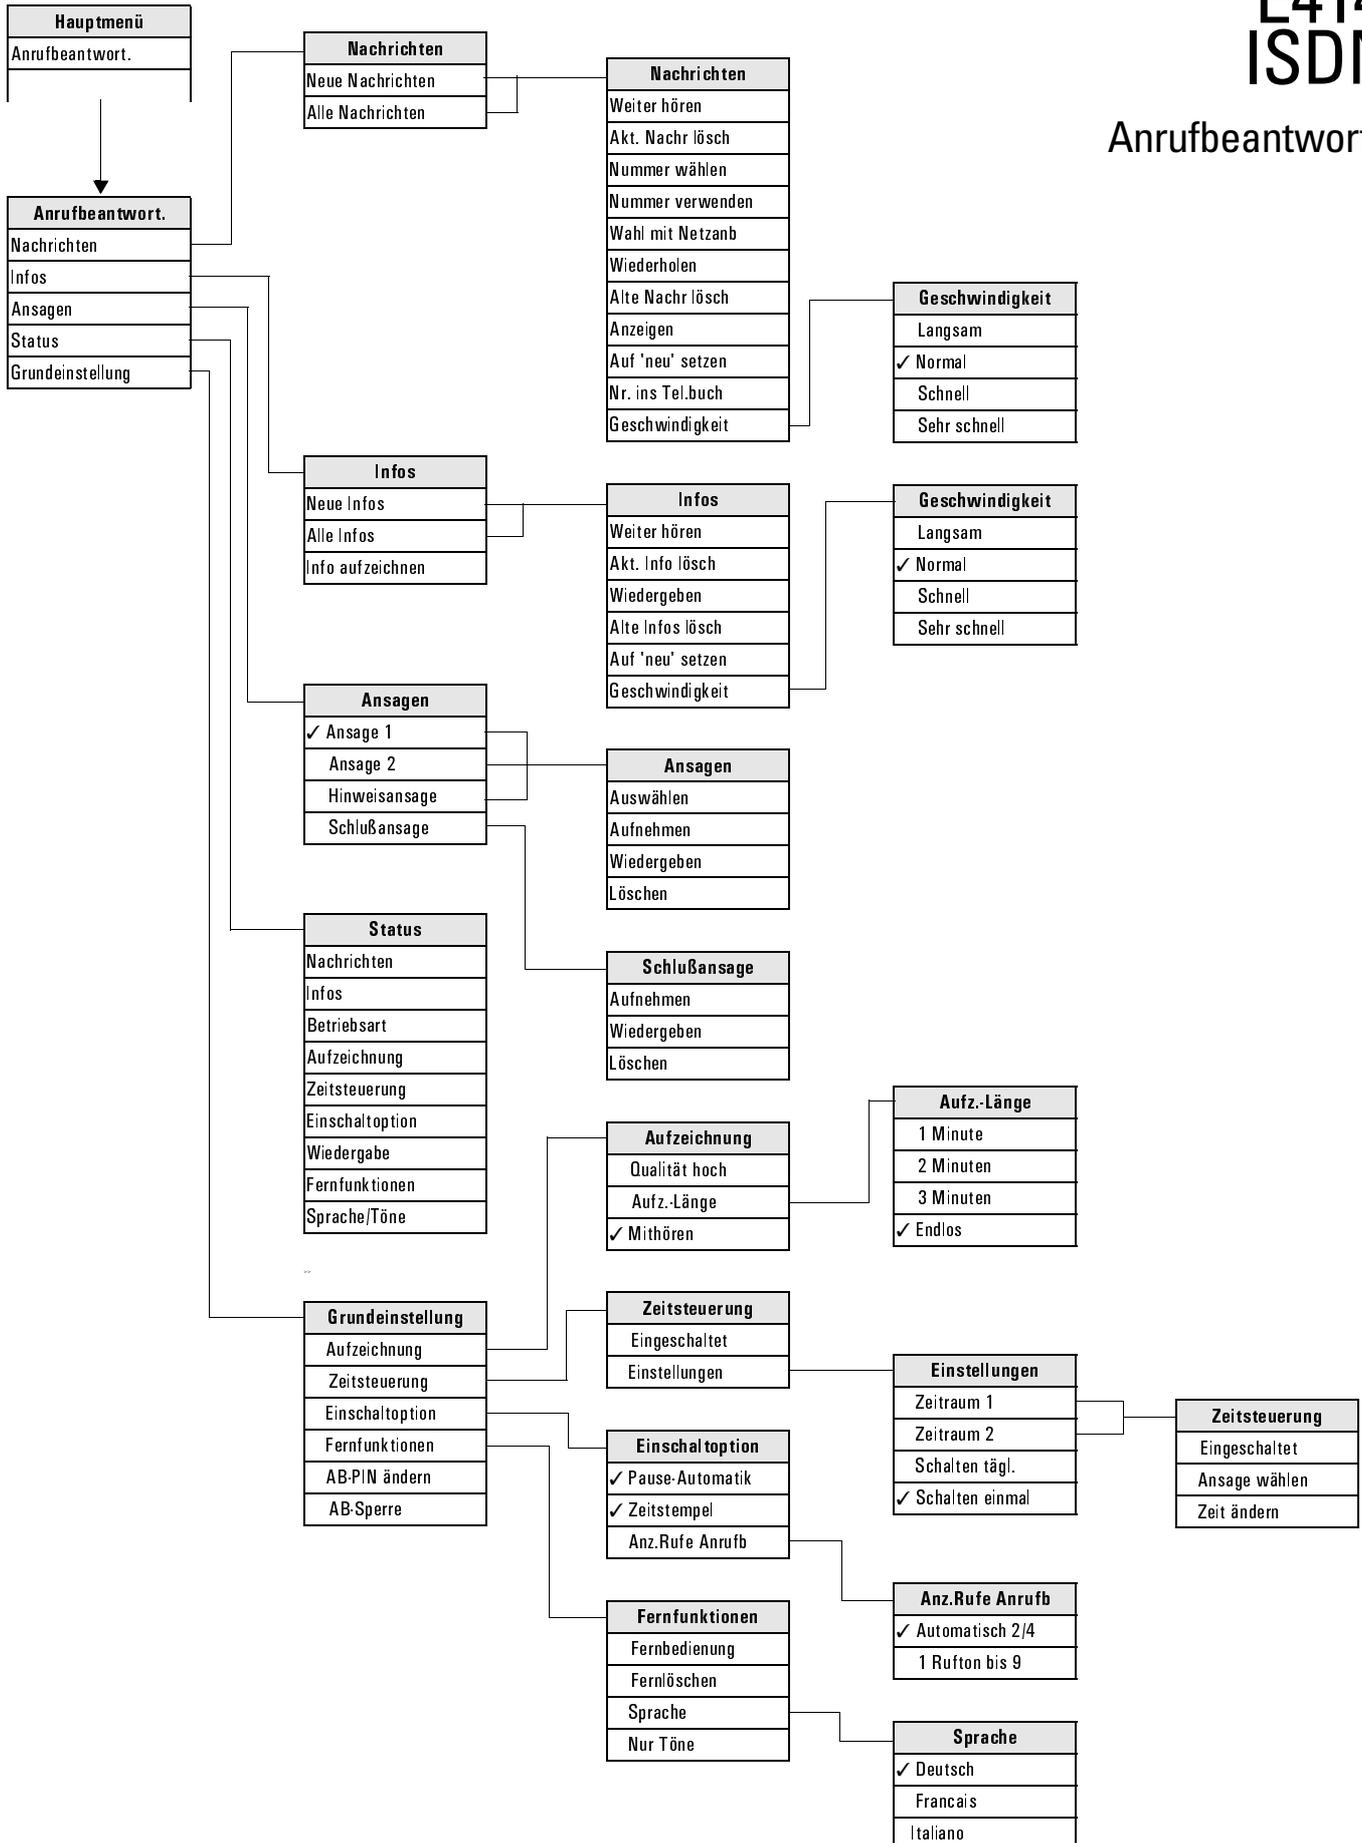 E414
ISDN
Anrufbeantwort
Hauptmenü
Anrufbeantwort.
Anrufbeantwort.
Nachrichten
Infos
Ansagen
Status
Grundeinstellung
Nachrichten
Neue Nachrichten
Alle Nachrichten
Nachrichten
Weiter hören
Akt. Nachr lösch
Nummer wählen
Nummer verwenden
Wahl mit Netzanb
Wiederholen
Alte Nachr lösch
Anzeigen
Auf 'neu' setzen
Nr. ins Tel.buch
Geschwindigkeit
Geschwindigkeit
Langsam
✓ Normal
Schnell
Sehr schnell
Infos
Neue Infos
Alle Infos
Info aufzeichnen
Infos
Weiter hören
Akt. Info lösch
Wiedergeben
Alte Infos lösch
Auf 'neu' setzen
Geschwindigkeit
Geschwindigkeit
Langsam
✓ Normal
Schnell
Sehr schnell
Ansagen
✓ Ansage 1
Ansage 2
Hinweisansage
Schlußansage
Ansagen
Auswählen
Aufnehmen
Wiedergeben
Löschen
Schlußansage
Aufnehmen
Wiedergeben
Löschen
Status
Nachrichten
Infos
Betriebsart
Aufzeichnung
Zeitsteuerung
Einschaltoption
Wiedergabe
Fernfunktionen
Sprache/Töne
Grundeinstellung
Aufzeichnung
Zeitsteuerung
Einschaltoption
Fernfunktionen
AB-PIN ändern
AB-Sperre
Aufzeichnung
Qualität hoch
Aufz.-Länge
✓ Mithören
Aufz.-Länge
1 Minute
2 Minuten
3 Minuten
✓ Endlos
Zeitsteuerung
Eingeschaltet
Einstellungen
Einstellungen
Zeitraum 1
Zeitraum 2
Schalten tägl.
✓ Schalten einmal
Zeitsteuerung
Eingeschaltet
Ansage wählen
Zeit ändern
Einschaltoption
✓ Pause-Automatik
✓ Zeitstempel
Anz.Rufe Anrufb
Anz.Rufe Anrufb
✓ Automatisch 2/4
1 Rufton bis 9
Fernfunktionen
Fernbedienung
Fernlöschen
Sprache
Nur Töne
Sprache
✓ Deutsch
Francais
Italiano